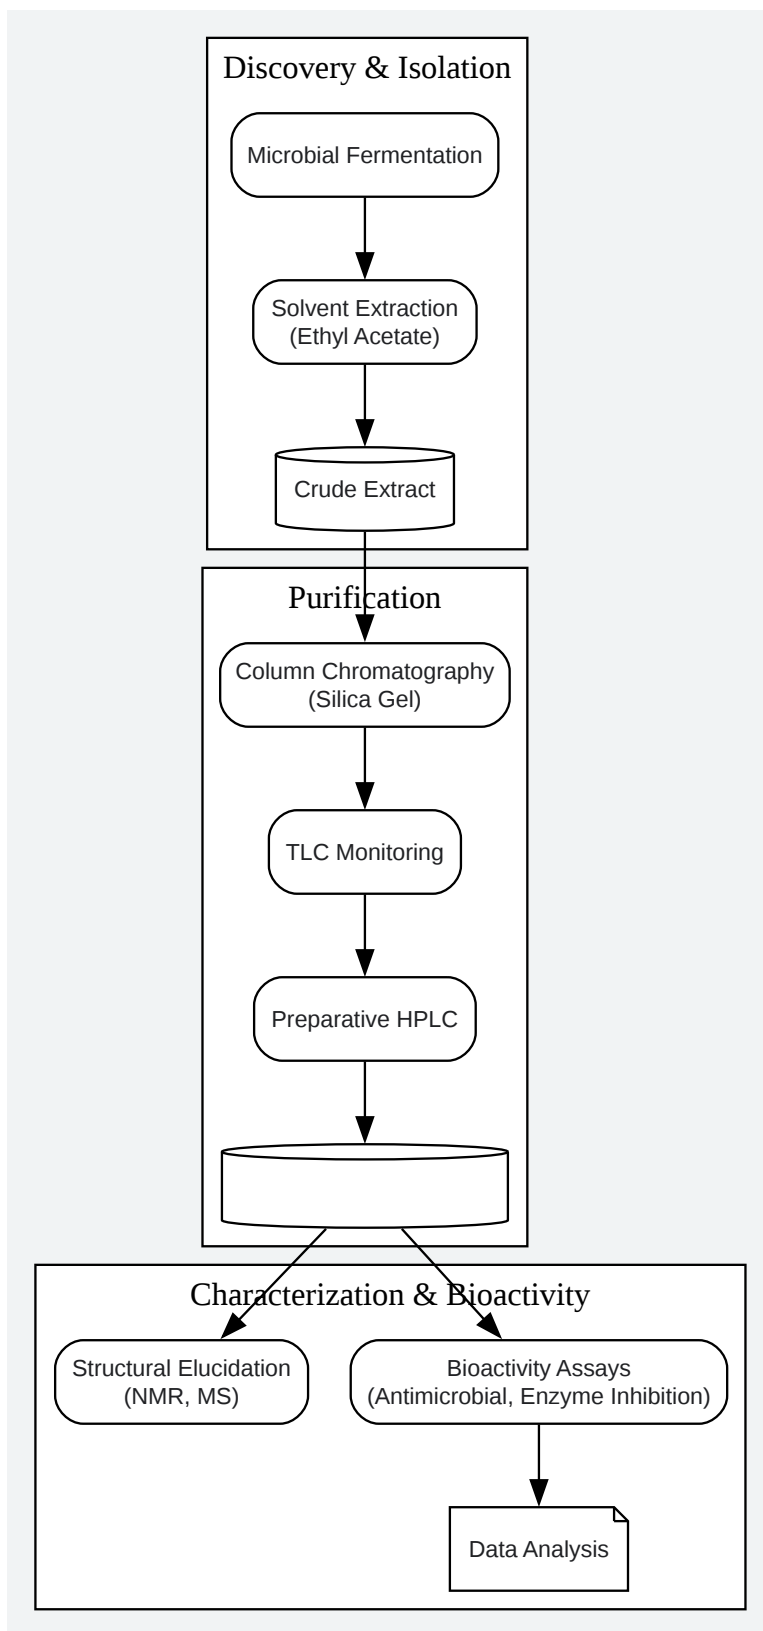 Discovery & Isolation
Microbial Fermentation
Solvent Extraction
(Ethyl Acetate)
Crude Extract
Purification
Column Chromatography
(Silica Gel)
TLC Monitoring
Preparative HPLC
Characterization & Bioactivity
Structural Elucidation
(NMR, MS)
Bioactivity Assays
(Antimicrobial, Enzyme Inhibition)
Data Analysis